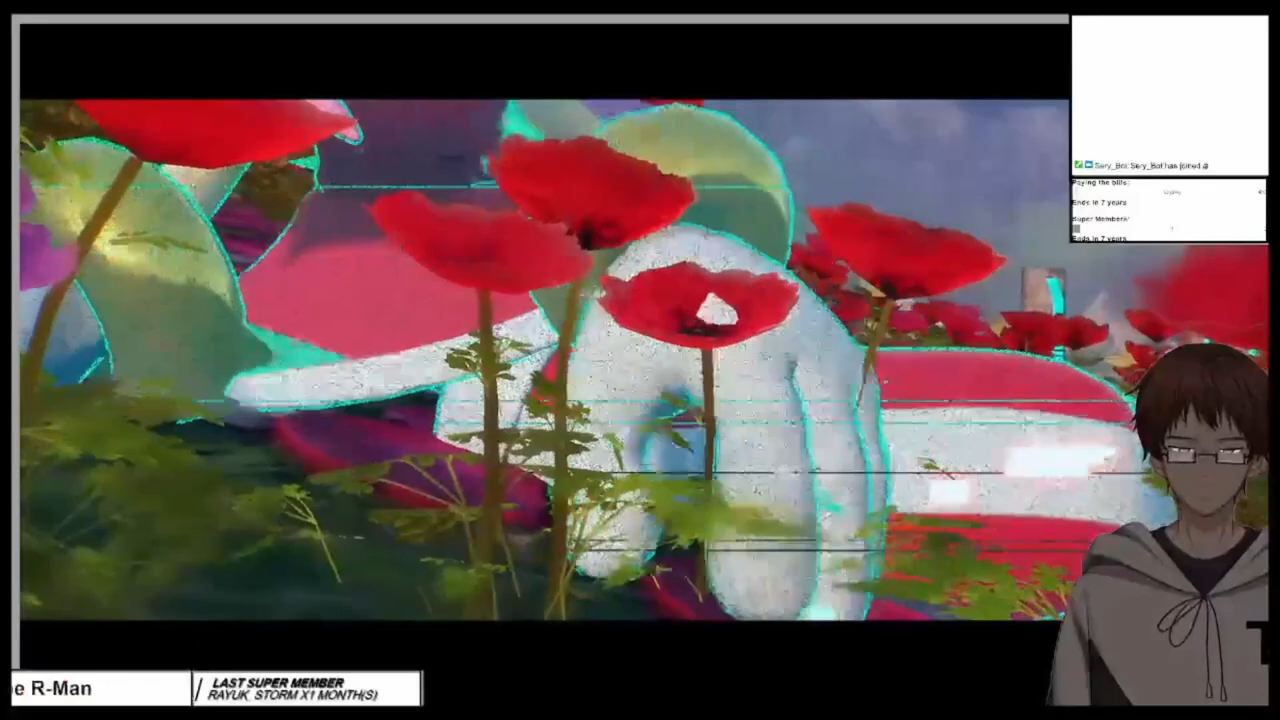 Sery_Bot: Sery_Bot has joined
Paying the bills:
Ends in 7 years
Super Members:
Ends in 7 years
e R-Man
LAST SUPER MEMBER
RAYUK_STORM X1 MONTH(S)